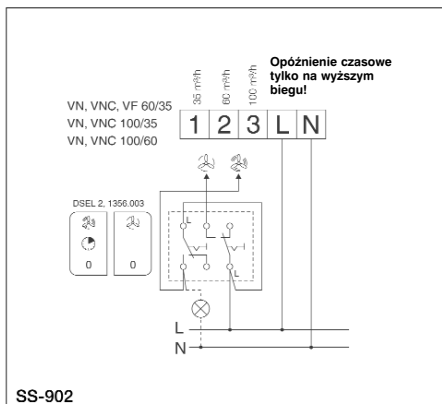 Opóźnienie czasowe
tylko na wyższym
biegu!
35 m³/h
60 m³/h
100 m³/h
VN, VNC, VF 60/35
VN, VNC 100/35
VN, VNC 100/60
1 2 3 L N
DSEL 2, 1356.003
0 0
L
L
L
N
SS-902